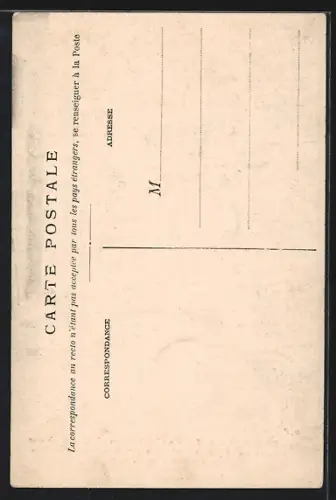 CARTE POSTALE
La correspondance au recto n'étant pas acceptée par tous les pays étrangers, se renseigner à la Poste
CORRESPONDANCE
ADRESSE
M